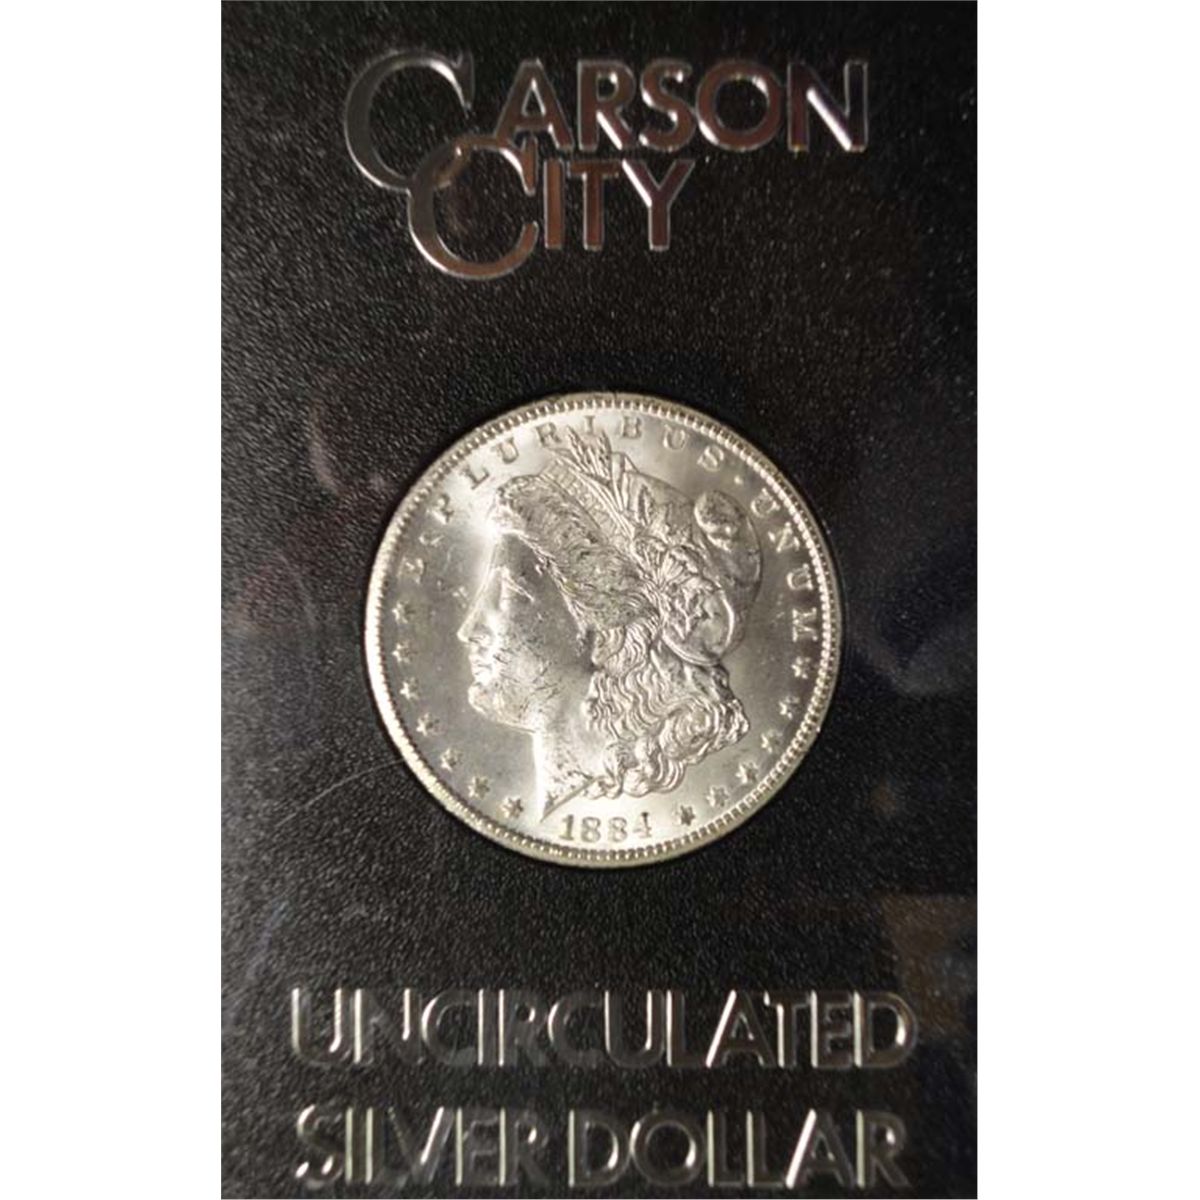 CARSON
CITY
E·PLURIBUS·UNUM
1884
UNCIRCULATED
SILVER DOLLAR